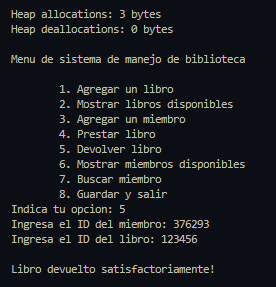 Heap allocations: 3 bytes
Heap deallocations: 0 bytes
Menu de sistema de manejo de biblioteca
1. Agregar un libro
2. Mostrar libros disponibles
3. Agregar un miembro
4. Prestar libro
5. Devolver libro
6. Mostrar miembros disponibles
7. Buscar miembro
8. Guardar y salir
Indica tu opcion: 5
Ingresa el ID del miembro: 376293
Ingresa el ID del libro: 123456
Libro devuelto satisfactoriamente!